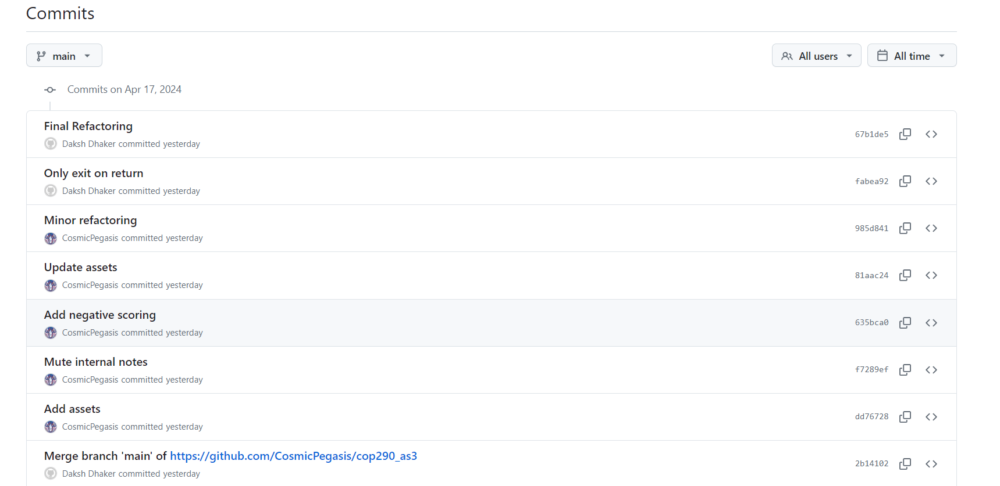 Commits
main
All users
All time
Commits on Apr 17, 2024
Final Refactoring
67b1de5
Daksh Dhaker committed yesterday
Only exit on return
fabea92
Daksh Dhaker committed yesterday
Minor refactoring
985d841
CosmicPegasis committed yesterday
Update assets
81aac24
CosmicPegasis committed yesterday
Add negative scoring
635bca0
CosmicPegasis committed yesterday
Mute internal notes
f7289ef
CosmicPegasis committed yesterday
Add assets
dd76728
CosmicPegasis committed yesterday
Merge branch 'main' of https://github.com/CosmicPegasis/cop290_as3
2b14102
Daksh Dhaker committed yesterday